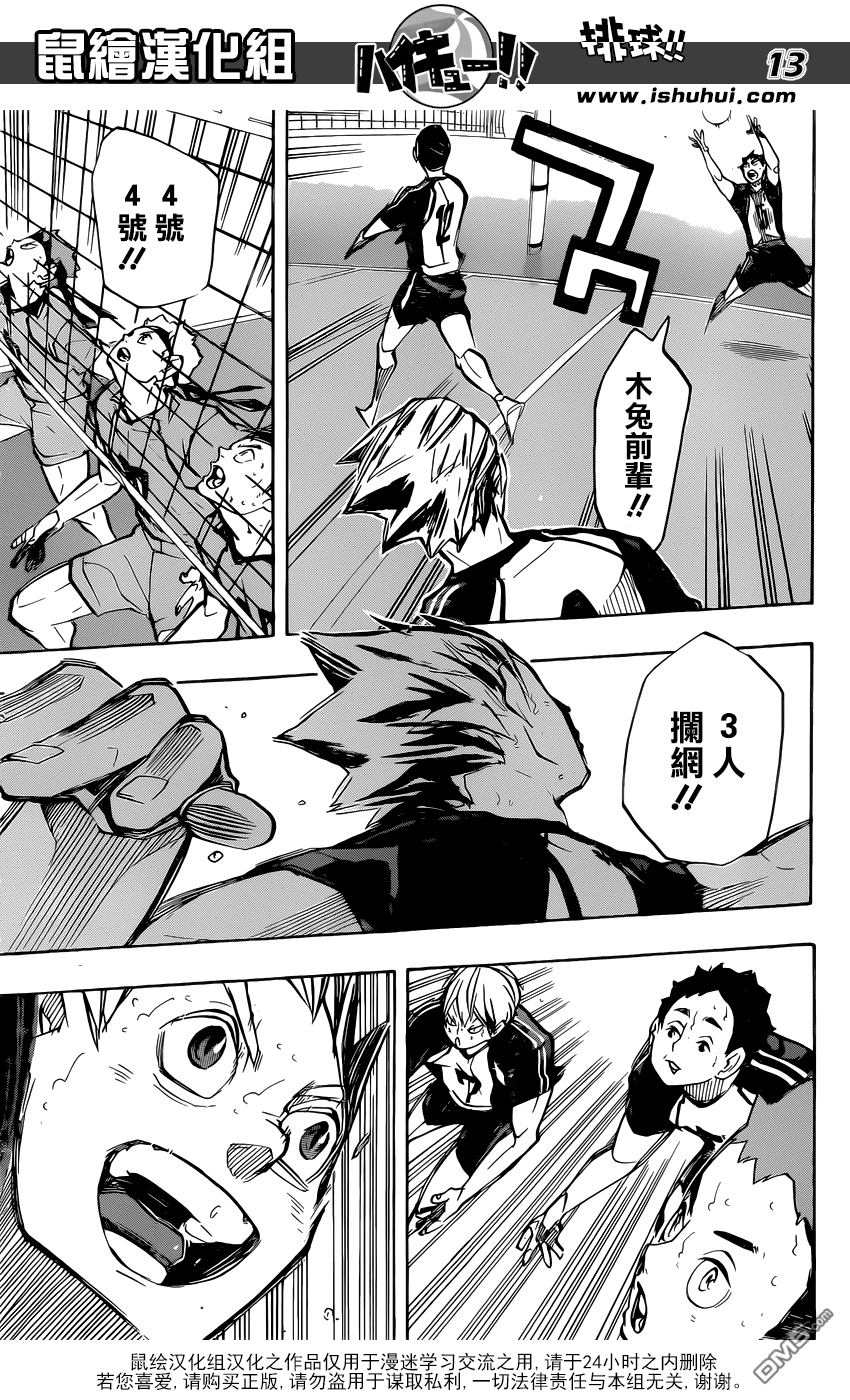 鼠繪漢化組
ハイキュー!!
排球!!
13
www.ishuhui.com
木兔前輩!!
4號
4號!!
3人
攔網!!
鼠绘汉化组汉化之作品仅用于漫迷学习交流之用,请于24小时之内删除
若您喜爱,请购买正版,请勿盗用于谋取私利,一切法律责任与本组无关,谢谢。
DM5.com